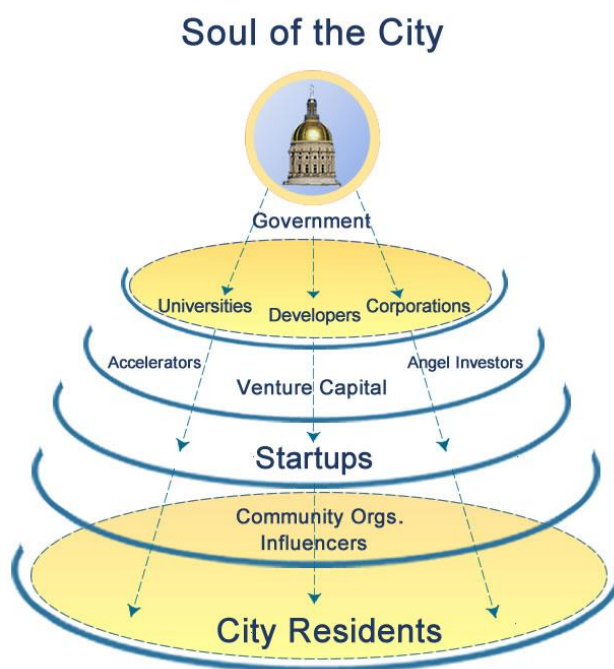 Soul of the City
Government
Universities
Developers
Corporations
Accelerators
Venture Capital
Angel Investors
Startups
Community Orgs.
Influencers
City Residents